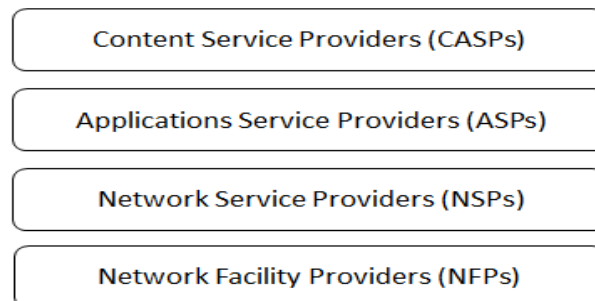 Content Service Providers (CASPs)
Applications Service Providers (ASPs)
Network Service Providers (NSPs)
Network Facility Providers (NFPs)